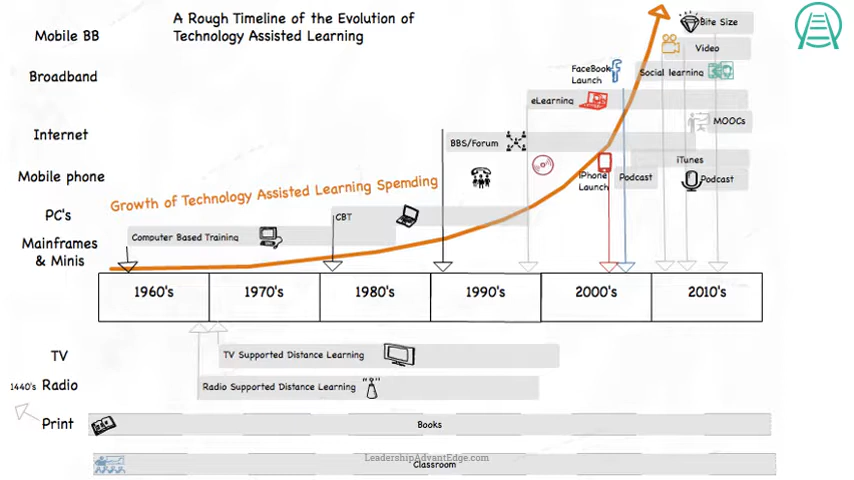 A Rough Timeline of the Evolution of
Technology Assisted Learning
Mobile BB
Bite Size
Video
Broadband
FaceBook
Launch
Social learning
eLearning
MOOCs
Internet
BBS/Forum
iTunes
Mobile phone
iPhone
Launch
Podcast
Podcast
Growth of Technology Assisted Learning Spending
PC's
CBT
Mainframes
& Minis
Computer Based Training
1960's
1970's
1980's
1990's
2000's
2010's
TV
TV Supported Distance Learning
1440's
Radio
Radio Supported Distance Learning
Print
Books
LeadershipAdvantEdge.com
Classroom